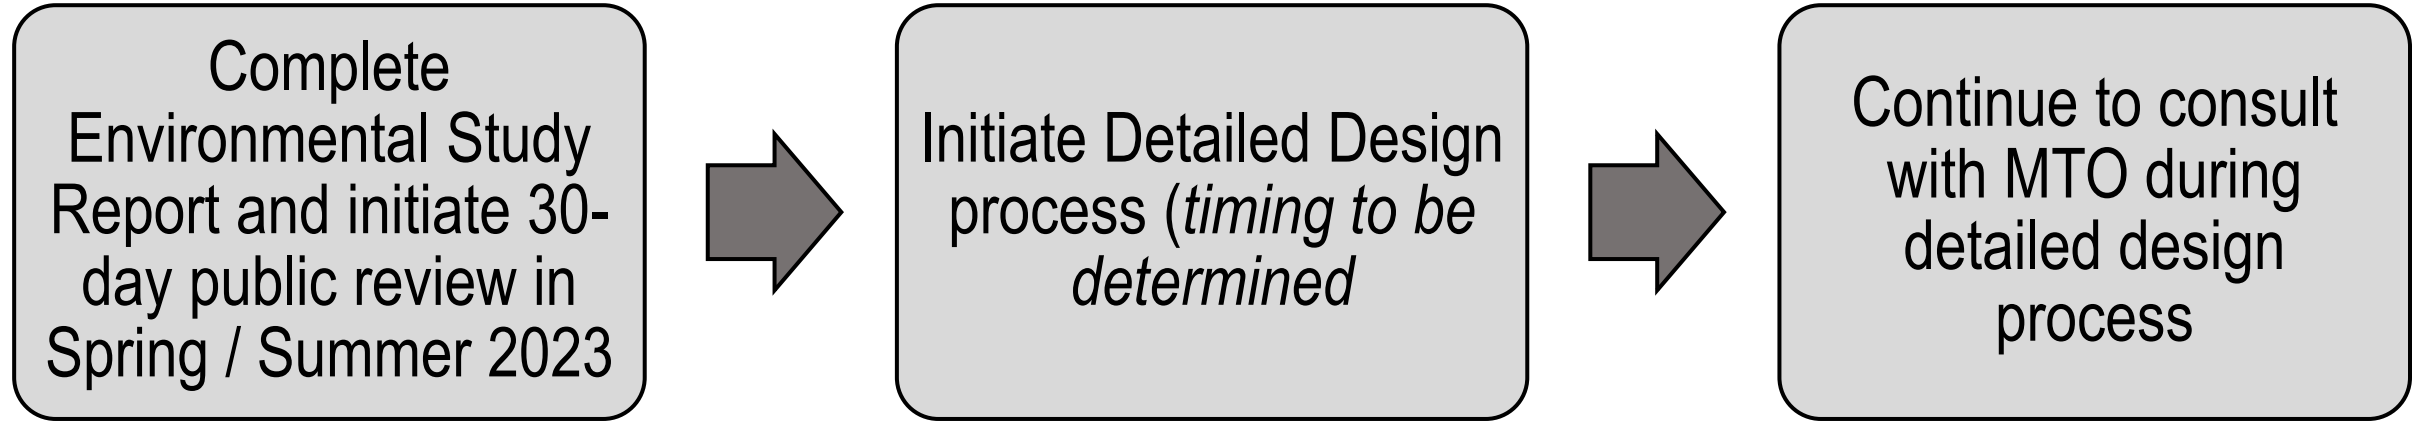 Complete
Environmental Study
Report and initiate 30-
day public review in
Spring / Summer 2023
Initiate Detailed Design
process (timing to be
determined
Continue to consult
with MTO during
detailed design
process